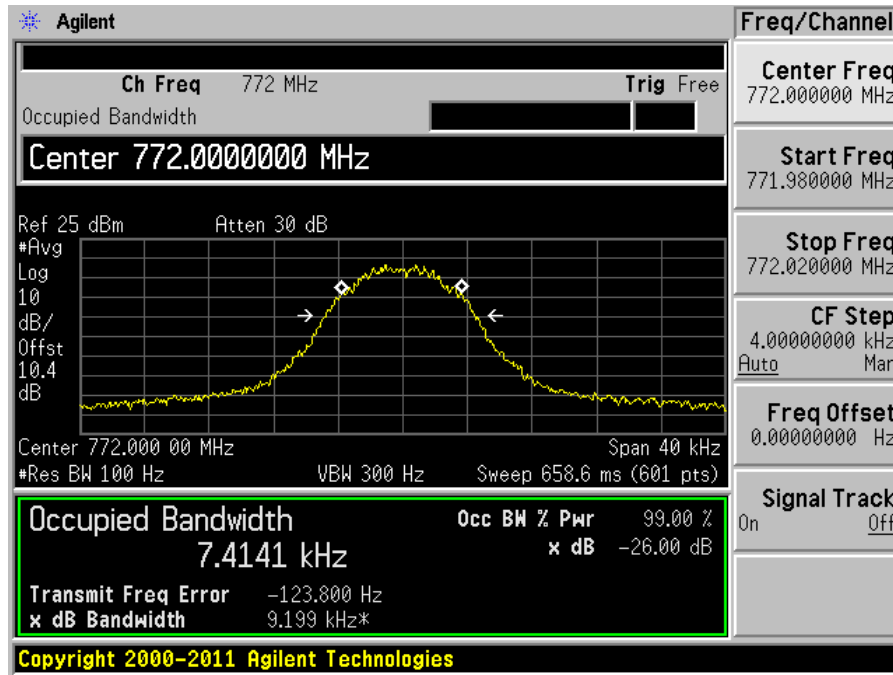 Agilent
Ch Freq 772 MHz Trig Free
Occupied Bandwidth
Center 772.0000000 MHz
Ref 25 dBm Atten 30 dB
#Avg
Log
10
dB/
Offst
10.4
dB
Center 772.000 00 MHz Span 40 kHz
#Res BW 100 Hz VBW 300 Hz Sweep 658.6 ms (601 pts)
Occupied Bandwidth Occ BW % Pwr 99.00 %
7.4141 kHz x dB -26.00 dB
Transmit Freq Error -123.800 Hz
x dB Bandwidth 9.199 kHz*
Copyright 2000-2011 Agilent Technologies
Freq/Channel
Center Freq
772.000000 MHz
Start Freq
771.980000 MHz
Stop Freq
772.020000 MHz
CF Step
4.00000000 kHz
Auto Man
Freq Offset
0.00000000 Hz
Signal Track
On Off